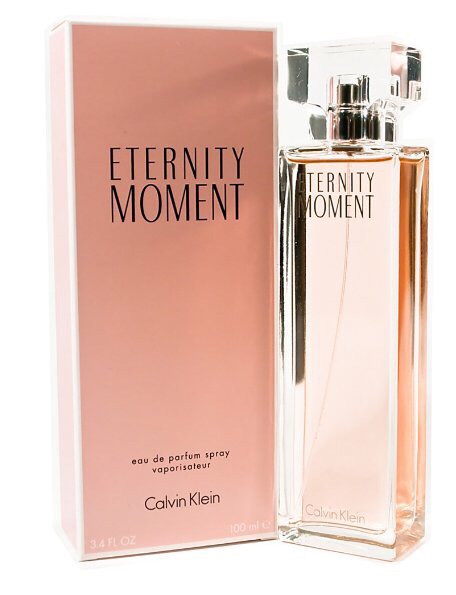 ETERNITY
MOMENT
eau de parfum spray
vaporisateur
Calvin Klein
3.4 FL OZ
100 ml e
ETERNITY
MOMENT
Calvin Klein